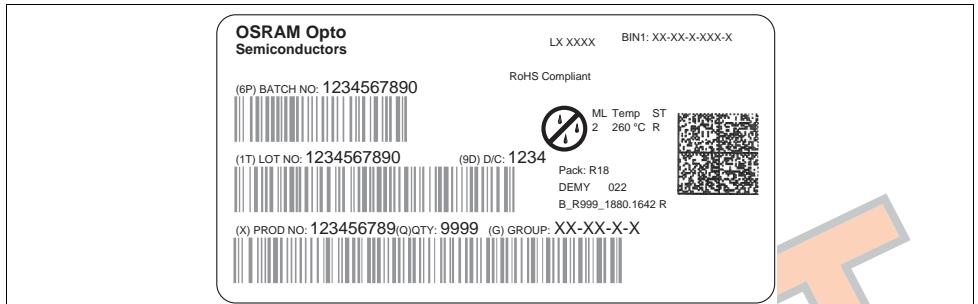 OSRAM Opto
Semiconductors
LX XXXX
BIN1: XX-XX-X-XXX-X
RoHS Compliant
(6P) BATCH NO: 1234567890
ML Temp ST
2 260 °C R
(1T) LOT NO: 1234567890
(9D) D/C: 1234
Pack: R18
DEMY 022
B_R999_1880.1642 R
(X) PROD NO: 123456789(Q)QTY: 9999 (G) GROUP: XX-XX-X-X